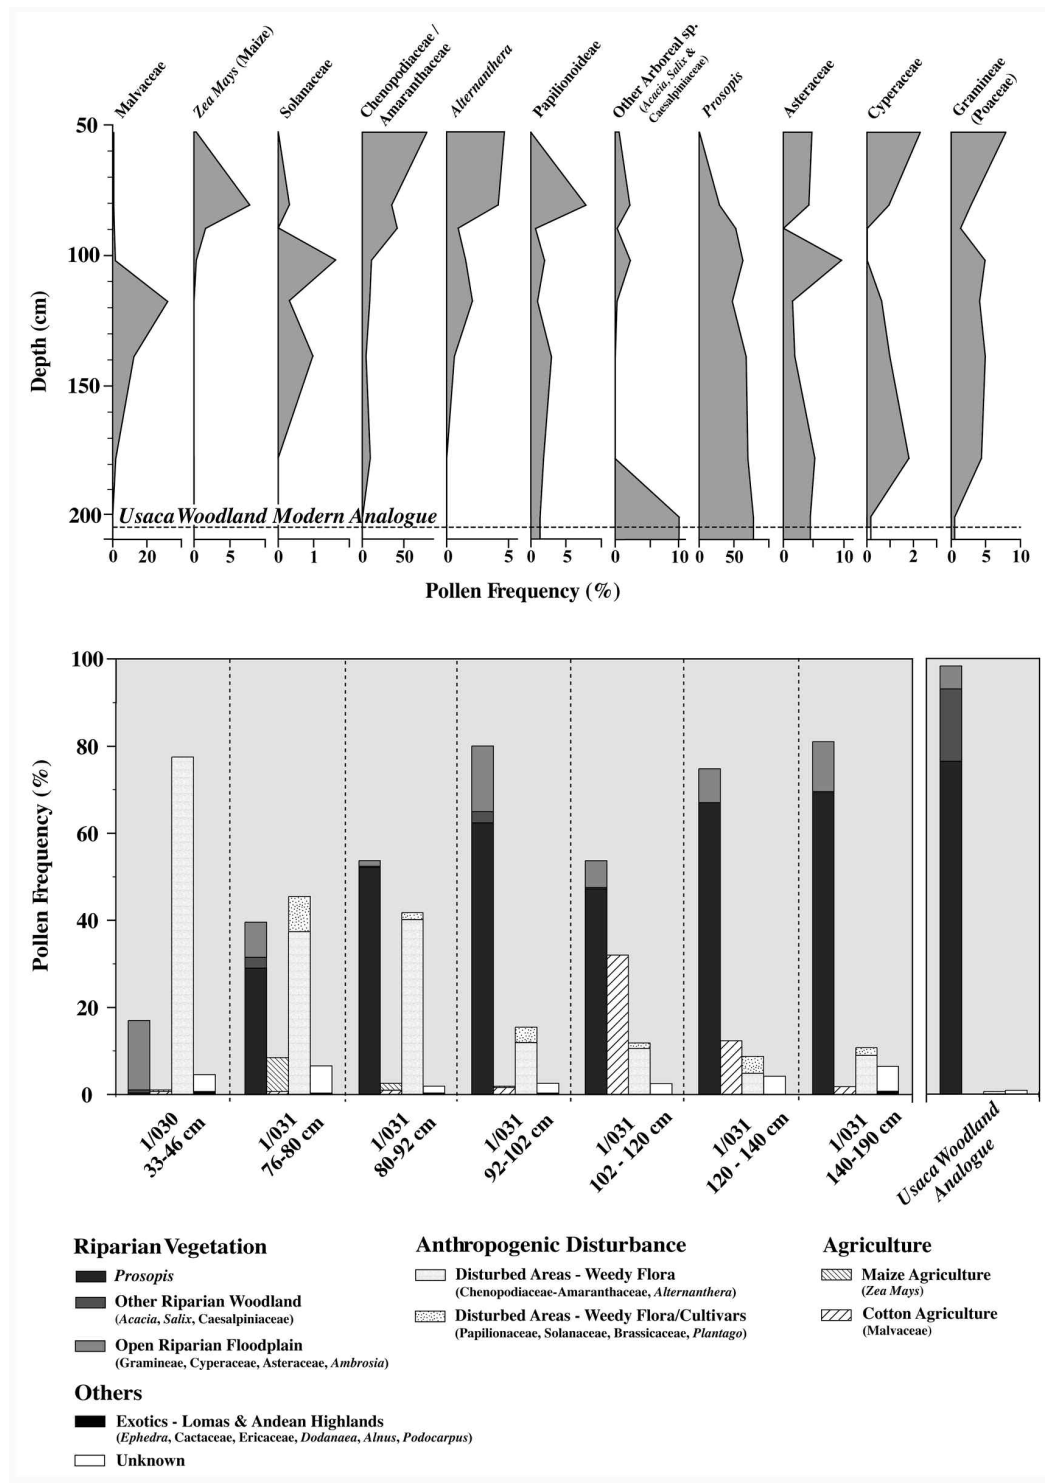 Malvaceae
Zea Mays (Maize)
Solanaceae
Chenopodiaceae /
Amaranthaceae
Alternanthera
Papilionoideae
Other Arboreal sp.
(Acacia, Salix &
Caesalpiniaceae)
Prosopis
Asteraceae
Cyperaceae
Gramineae
(Poaceae)
50
100
150
200
Depth (cm)
Usaca Woodland Modern Analogue
0 20 0 5 0 1 0 50 0 5 0 5 0 10 0 50 0 10 0 2 0 5 10
Pollen Frequency (%)
100
80
60
40
20
0
Pollen Frequency (%)
1/030
33-46 cm
1/031
76-80 cm
1/031
80-92 cm
1/031
92-102 cm
1/031
102 - 120 cm
1/031
120 - 140 cm
1/031
140-190 cm
Usaca Woodland
Analogue
Riparian Vegetation
Prosopis
Other Riparian Woodland
(Acacia, Salix, Caesalpiniaceae)
Open Riparian Floodplain
(Gramineae, Cyperaceae, Asteraceae, Ambrosia)
Others
Exotics - Lomas & Andean Highlands
(Ephedra, Cactaceae, Ericaceae, Dodanaea, Alnus, Podocarpus)
Unknown
Anthropogenic Disturbance
Disturbed Areas - Weedy Flora
(Chenopodiaceae-Amaranthaceae, Alternanthera)
Disturbed Areas - Weedy Flora/Cultivars
(Papilionaceae, Solanaceae, Brassicaceae, Plantago)
Agriculture
Maize Agriculture
(Zea Mays)
Cotton Agriculture
(Malvaceae)